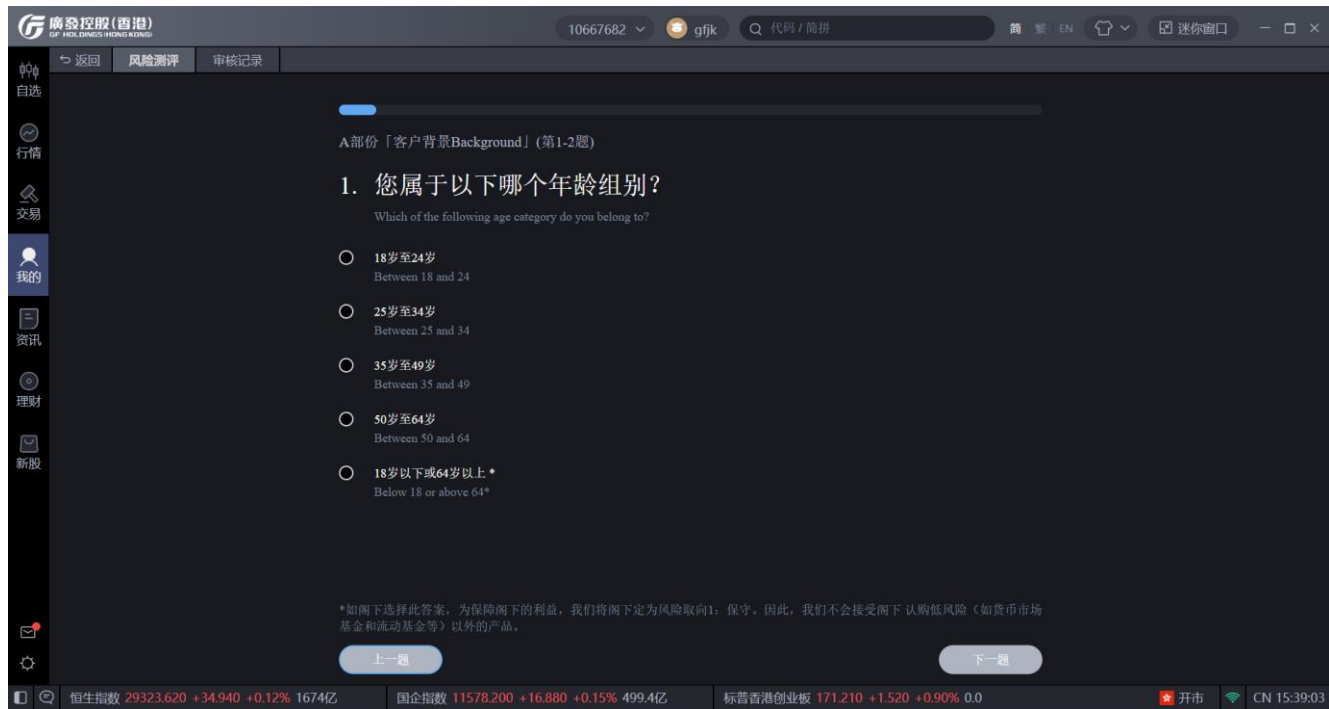 廣發控股(香港)
GF HOLDINGS (HONG KONG)
10667682
gfjk
代码 / 简拼
简 繁 EN
迷你窗口
返回
风险测评
审核记录
自选
行情
交易
我的
资讯
理财
新股
A部份「客户背景Background」(第1-2题)
1. 您属于以下哪个年龄组别？
Which of the following age category do you belong to?
18岁至24岁
Between 18 and 24
25岁至34岁
Between 25 and 34
35岁至49岁
Between 35 and 49
50岁至64岁
Between 50 and 64
18岁以下或64岁以上 *
Below 18 or above 64*
*如阁下选择此答案，为保障阁下的利益，我们将阁下定为风险取向1：保守。因此，我们不会接受阁下 认购低风险（如货币市场
基金和流动基金等）以外的产品。
上一题
下一题
恒生指数 29323.620 +34.940 +0.12% 1674亿
国企指数 11578.200 +16.880 +0.15% 499.4亿
标普香港创业板 171.210 +1.520 +0.90% 0.0
开市
CN 15:39:03